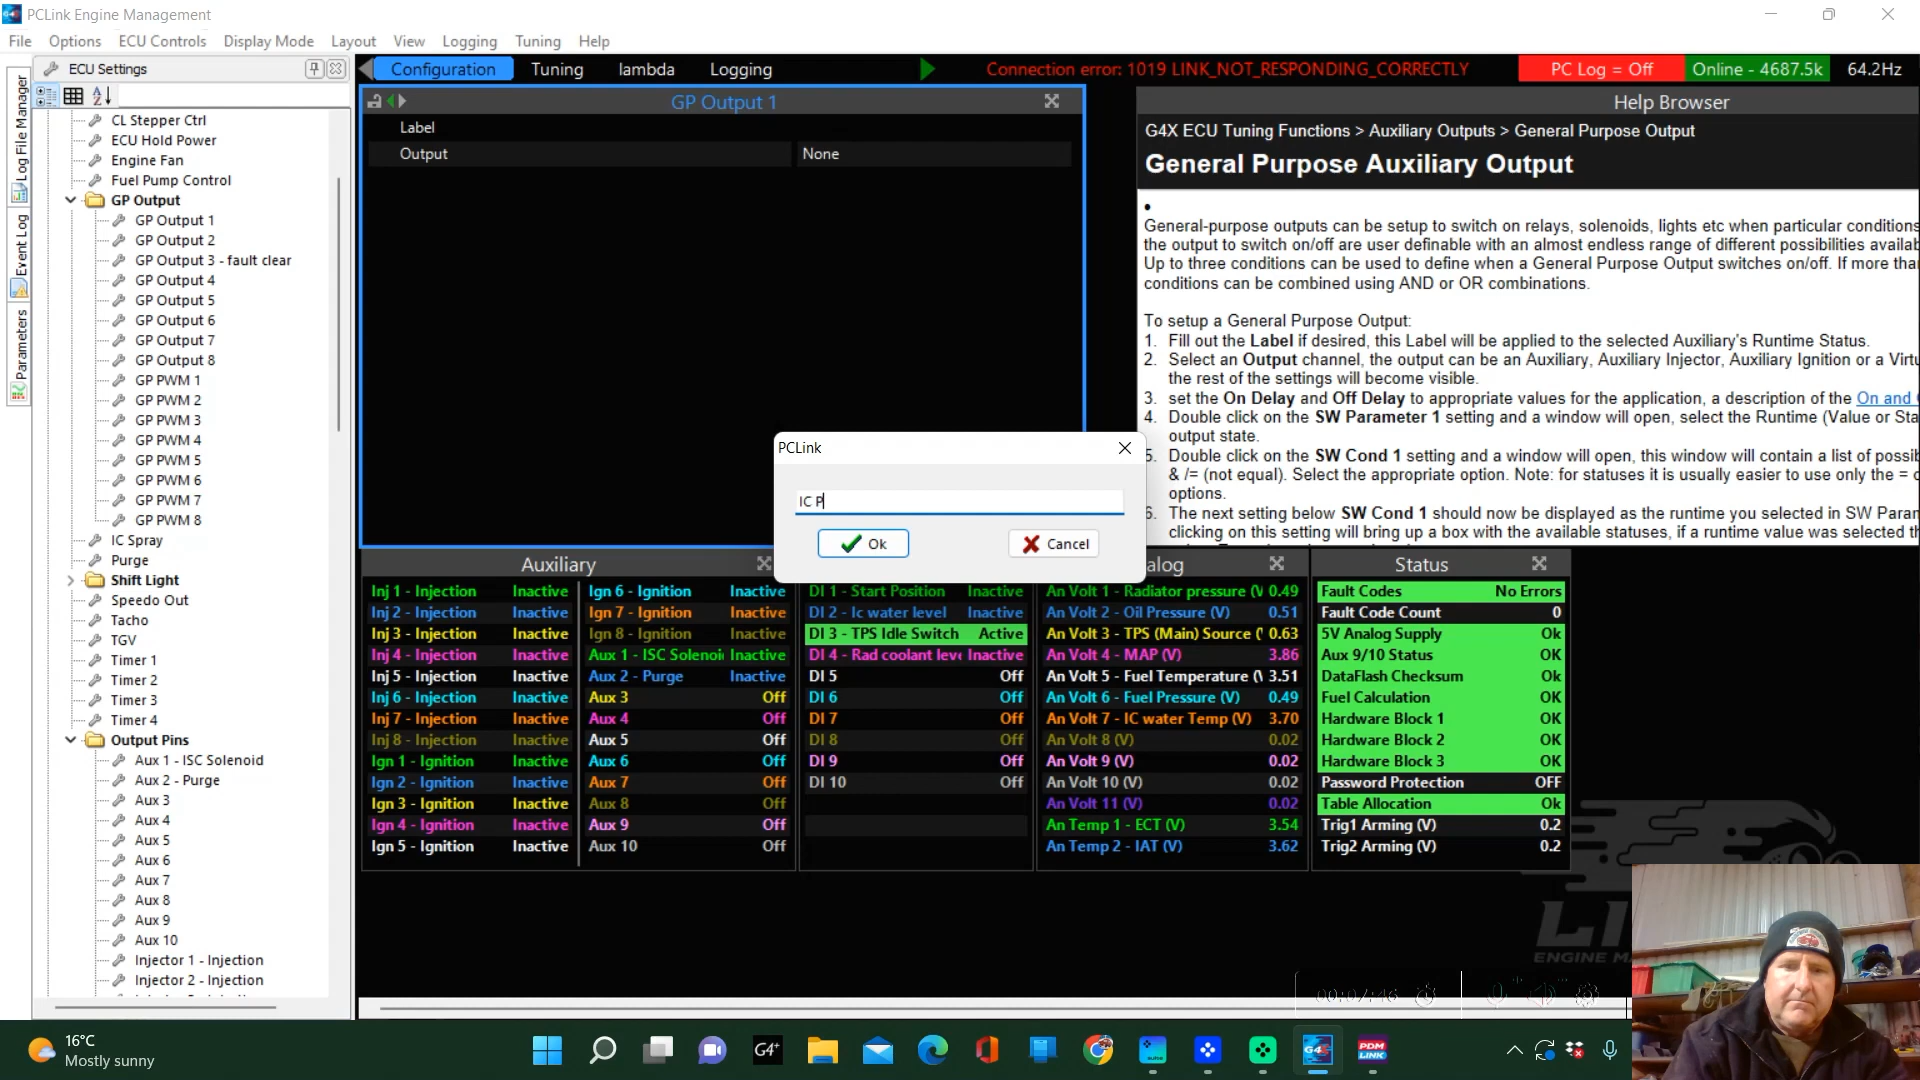 PCLink Engine Management
File Options ECU Controls Display Mode Layout View Logging Tuning Help
Log File Manager
Event Log
Parameters
ECU Settings
CL Stepper Ctrl
ECU Hold Power
Engine Fan
Fuel Pump Control
GP Output
GP Output 1
GP Output 2
GP Output 3 - fault clear
GP Output 4
GP Output 5
GP Output 6
GP Output 7
GP Output 8
GP PWM 1
GP PWM 2
GP PWM 3
GP PWM 4
GP PWM 5
GP PWM 6
GP PWM 7
GP PWM 8
IC Spray
Purge
Shift Light
Speedo Out
Tacho
TGV
Timer 1
Timer 2
Timer 3
Timer 4
Output Pins
Aux 1 - ISC Solenoid
Aux 2 - Purge
Aux 3
Aux 4
Aux 5
Aux 6
Aux 7
Aux 8
Aux 9
Aux 10
Injector 1 - Injection
Injector 2 - Injection
Configuration Tuning lambda Logging
Connection error: 1019 LINK_NOT_RESPONDING_CORRECTLY
PC Log = Off
Online - 4687.5k
64.2Hz
GP Output 1
Label
Output None
Help Browser
G4X ECU Tuning Functions > Auxiliary Outputs > General Purpose Output
General Purpose Auxiliary Output
General-purpose outputs can be setup to switch on relays, solenoids, lights etc when particular conditions
the output to switch on/off are user definable with an almost endless range of different possibilities availab
Up to three conditions can be used to define when a General Purpose Output switches on/off. If more tha
conditions can be combined using AND or OR combinations.
To setup a General Purpose Output:
1. Fill out the Label if desired, this Label will be applied to the selected Auxiliary's Runtime Status.
2. Select an Output channel, the output can be an Auxiliary, Auxiliary Injector, Auxiliary Ignition or a Virtu
the rest of the settings will become visible.
3. set the On Delay and Off Delay to appropriate values for the application, a description of the On and
4. Double click on the SW Parameter 1 setting and a window will open, select the Runtime (Value or Sta
output state.
5. Double click on the SW Cond 1 setting and a window will open, this window will contain a list of possib
& /= (not equal). Select the appropriate option. Note: for statuses it is usually easier to use only the =
options.
6. The next setting below SW Cond 1 should now be displayed as the runtime you selected in SW Paran
clicking on this setting will bring up a box with the available statuses, if a runtime value was selected t
PCLink
IC P
Ok Cancel
Auxiliary
Inj 1 - Injection Inactive
Inj 2 - Injection Inactive
Inj 3 - Injection Inactive
Inj 4 - Injection Inactive
Inj 5 - Injection Inactive
Inj 6 - Injection Inactive
Inj 7 - Injection Inactive
Inj 8 - Injection Inactive
Ign 1 - Ignition Inactive
Ign 2 - Ignition Inactive
Ign 3 - Ignition Inactive
Ign 4 - Ignition Inactive
Ign 5 - Ignition Inactive
Ign 6 - Ignition Inactive
Ign 7 - Ignition Inactive
Ign 8 - Ignition Inactive
Aux 1 - ISC Solenoi Inactive
Aux 2 - Purge Inactive
Aux 3 Off
Aux 4 Off
Aux 5 Off
Aux 6 Off
Aux 7 Off
Aux 8 Off
Aux 9 Off
Aux 10 Off
DI 1 - Start Position Inactive
DI 2 - Ic water level Inactive
DI 3 - TPS Idle Switch Active
DI 4 - Rad coolant leve Inactive
DI 5 Off
DI 6 Off
DI 7 Off
DI 8 Off
DI 9 Off
DI 10 Off
alog
An Volt 1 - Radiator pressure (V 0.49
An Volt 2 - Oil Pressure (V) 0.51
An Volt 3 - TPS (Main) Source (V 0.63
An Volt 4 - MAP (V) 3.86
An Volt 5 - Fuel Temperature (V 3.51
An Volt 6 - Fuel Pressure (V) 0.49
An Volt 7 - IC water Temp (V) 3.70
An Volt 8 (V) 0.02
An Volt 9 (V) 0.02
An Volt 10 (V) 0.02
An Volt 11 (V) 0.02
An Temp 1 - ECT (V) 3.54
An Temp 2 - IAT (V) 3.62
Status
Fault Codes No Errors
Fault Code Count 0
5V Analog Supply Ok
Aux 9/10 Status OK
DataFlash Checksum Ok
Fuel Calculation Ok
Hardware Block 1 OK
Hardware Block 2 OK
Hardware Block 3 OK
Password Protection OFF
Table Allocation Ok
Trig1 Arming (V) 0.2
Trig2 Arming (V) 0.2
LI
ENGINE M
16°C
Mostly sunny
G4+
G4X
PDM
LINK